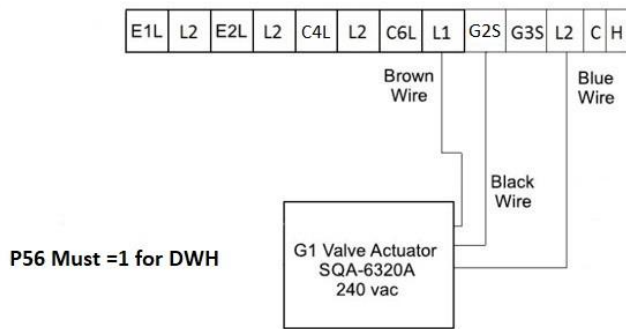 E1L L2 E2L L2 C4L L2 C6L L1 G2S G3S L2 C H
Brown
Wire
Blue
Wire
Black
Wire
G1 Valve Actuator
SQA-6320A
240 vac
P56 Must =1 for DWH